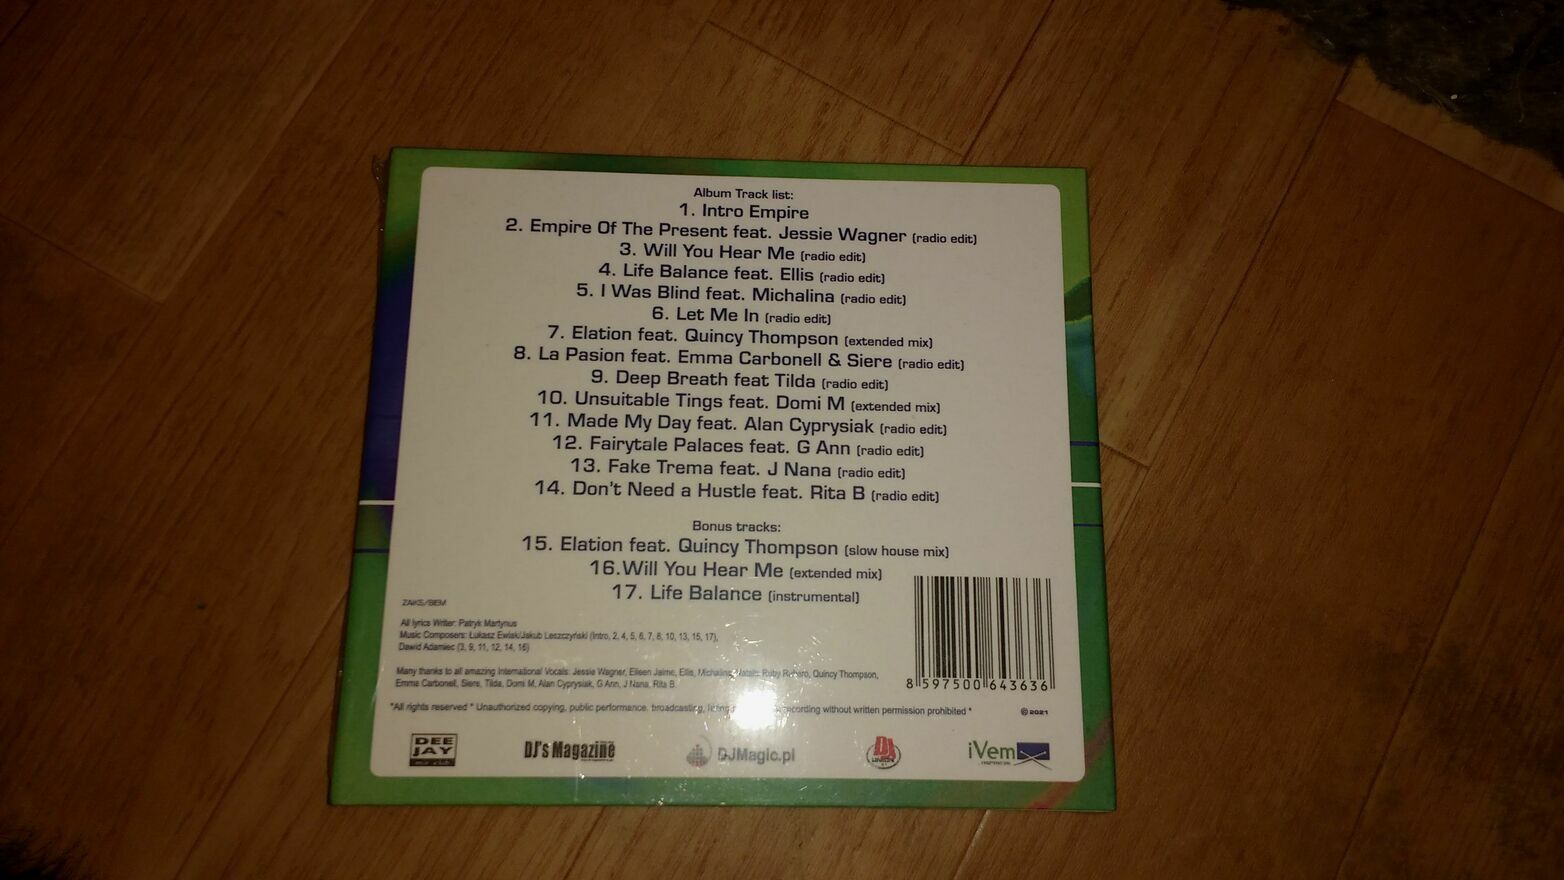 Album Track list:
1. Intro Empire
2. Empire Of The Present feat. Jessie Wagner (radio edit)
3. Will You Hear Me (radio edit)
4. Life Balance feat. Ellis (radio edit)
5. I Was Blind feat. Michalina (radio edit)
6. Let Me In (radio edit)
7. Elation feat. Quincy Thompson (extended mix)
8. La Pasion feat. Emma Carbonell & Siere (radio edit)
9. Deep Breath feat Tilda (radio edit)
10. Unsuitable Tings feat. Domi M (extended mix)
11. Made My Day feat. Alan Cyprysiak (radio edit)
12. Fairytale Palaces feat. G Ann (radio edit)
13. Fake Trema feat. J Nana (radio edit)
14. Don't Need a Hustle feat. Rita B (radio edit)
Bonus tracks:
15. Elation feat. Quincy Thompson (slow house mix)
16.Will You Hear Me (extended mix)
17. Life Balance (instrumental)
ZAiKS/BIEM
All lyrics Writer: Patryk Martynus
Music Composers: Łukasz Ewiak/Jakub Leszczyński (Intro, 2, 4, 5, 6, 7, 8, 10, 13, 15, 17),
Dawid Adamiec (3, 9, 11, 12, 14, 16)
Many thanks to all amazing International Vocals: Jessie Wagner, Eileen Jaime, Ellis, Michalina, Ruby Quincy Thompson,
Emma Carbonell, Siere, Tilda, Domi M, Alan Cyprysiak, G Ann, J Nana, Rita B.
8 597500 643636
*All rights reserved * Unauthorized copying, public performance, broadcasting, recording without written permission prohibited *
© 2021
DEE
JAY
mix club
DJ's Magazine
DJMagic.pl
DJ
UNION
iVem